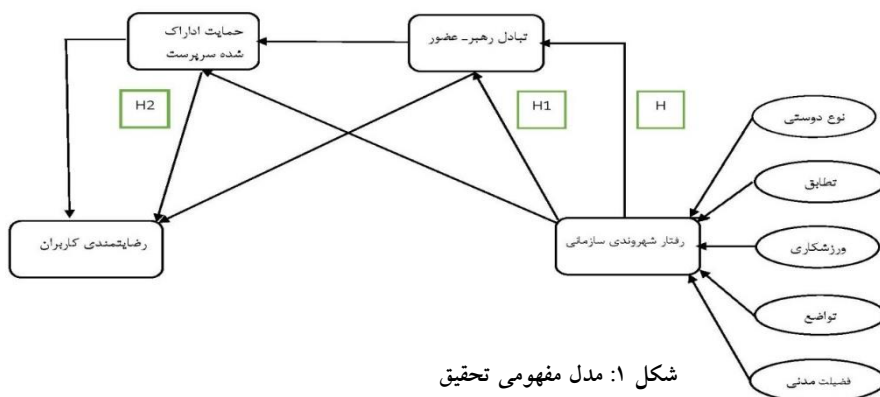 حمایت اداراک
شده سرپرست
تبادل رهبر-عضور
H2
H1
H
نوع دوستی
تطابق
ورزشکاری
تواضع
فضیلت مدنی
رفتار شهروندی سازمانی
رضایتمندی کاربران
شکل ۱: مدل مفهومی تحقیق